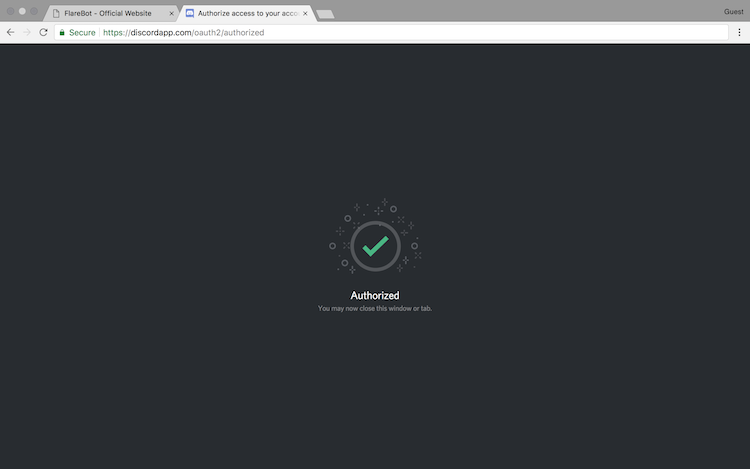 FlareBot - Official Website
Authorize access to your acco
Guest
Secure
https://discordapp.com/oauth2/authorized
Authorized
You may now close this window or tab.